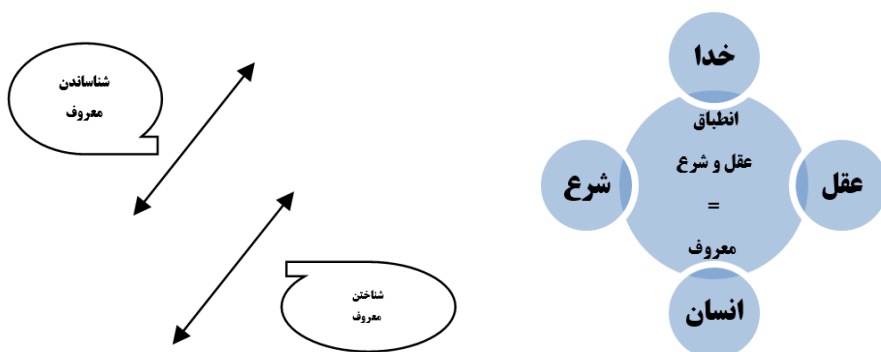 خدا
انطباق
عقل و شرع
=
معروف
عقل
شرع
انسان
شناساندن
معروف
شناختن
معروف